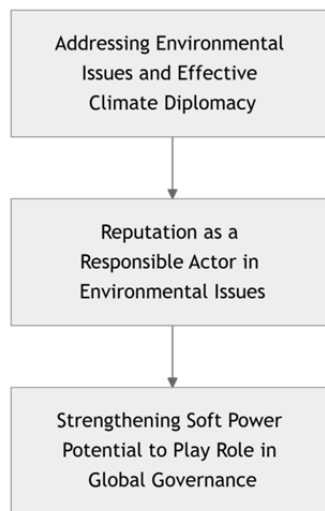 Addressing Environmental
Issues and Effective
Climate Diplomacy
Reputation as a
Responsible Actor in
Environmental Issues
Strengthening Soft Power
Potential to Play Role in
Global Governance